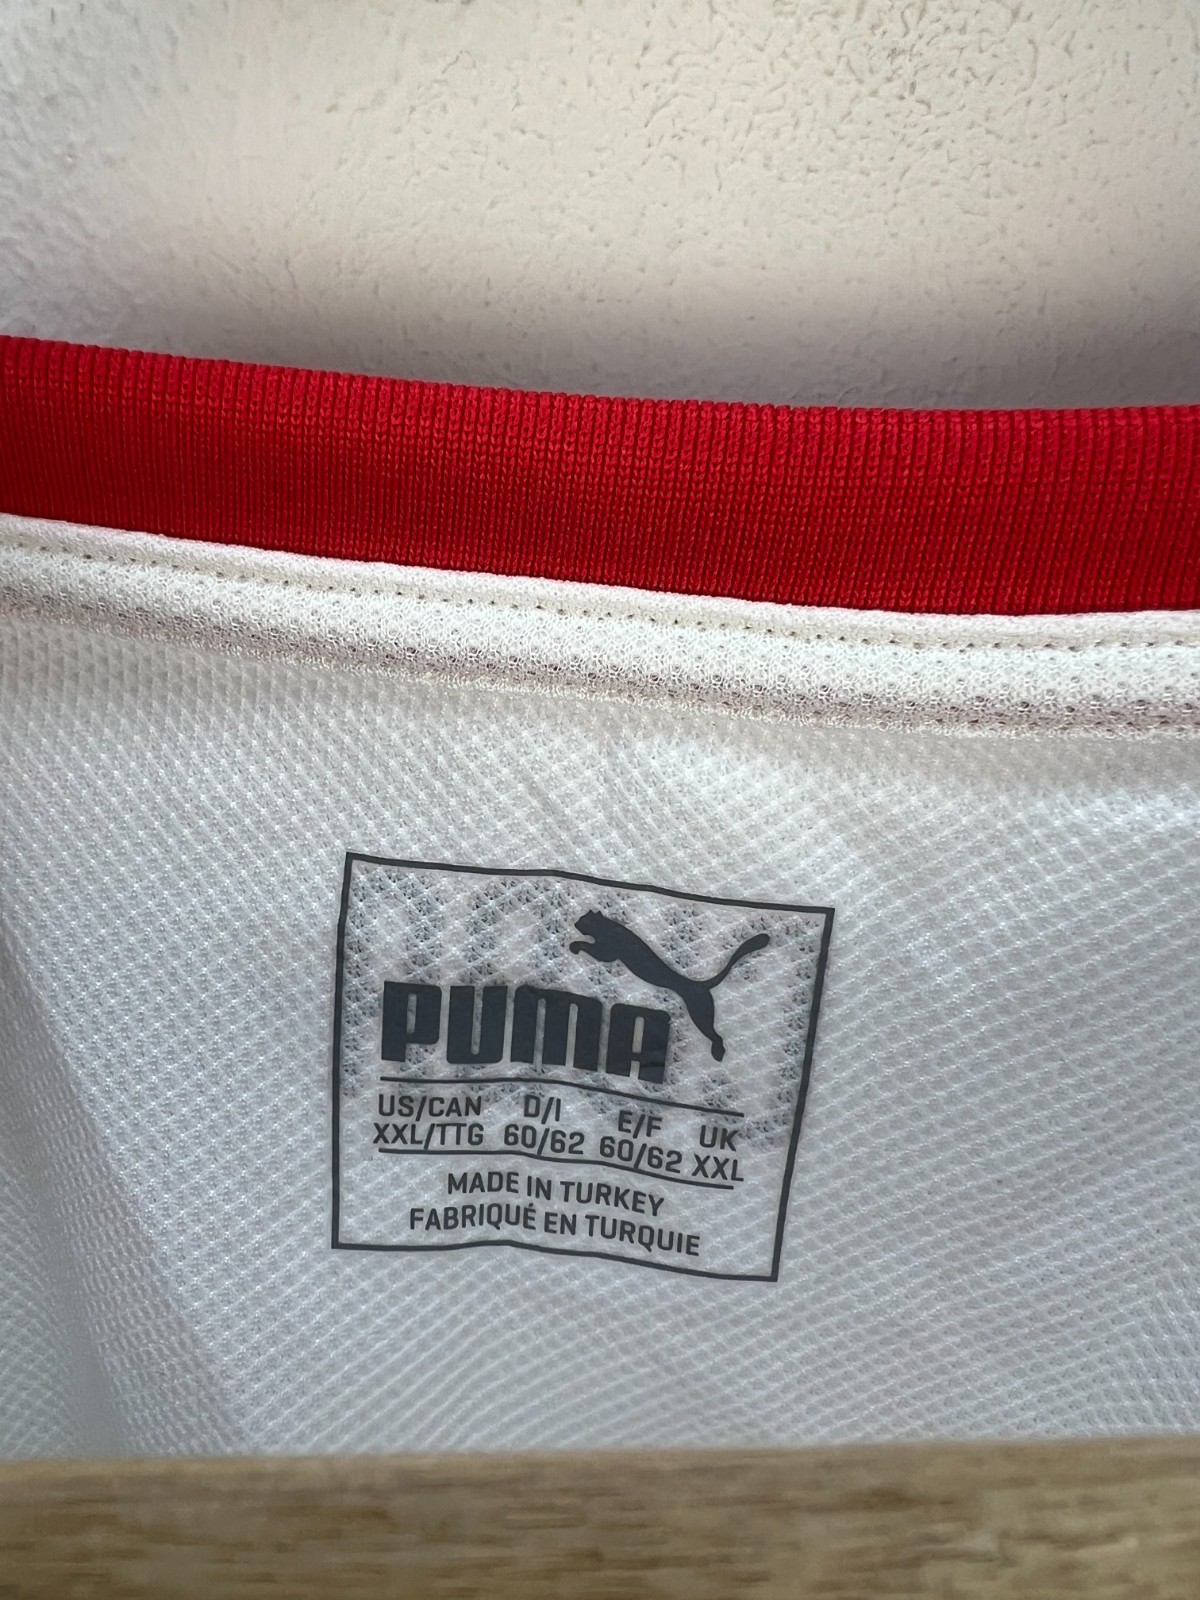 PUMA
US/CAN D/I E/F UK
XXL/TTG 60/62 60/62 XXL
MADE IN TURKEY
FABRIQUÉ EN TURQUIE